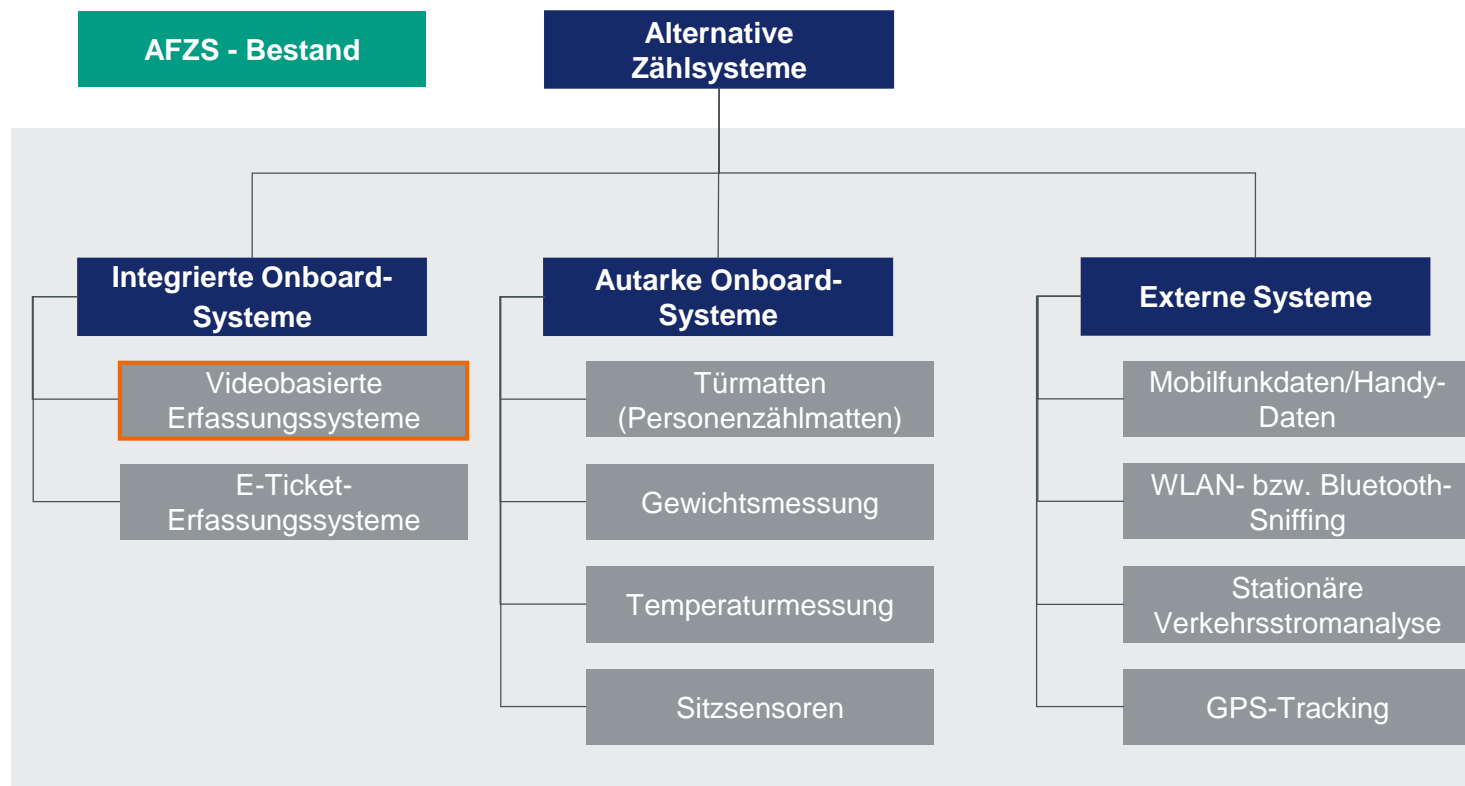 AFZS - Bestand
Alternative
Zählsysteme
Integrierte Onboard-
Systeme
Videobasierte
Erfassungssysteme
E-Ticket-
Erfassungssysteme
Autarke Onboard-
Systeme
Türmatten
(Personenzählmatten)
Gewichtsmessung
Temperaturmessung
Sitzsensoren
Externe Systeme
Mobilfunkdaten/Handy-
Daten
WLAN- bzw. Bluetooth-
Sniffing
Stationäre
Verkehrsstromanalyse
GPS-Tracking